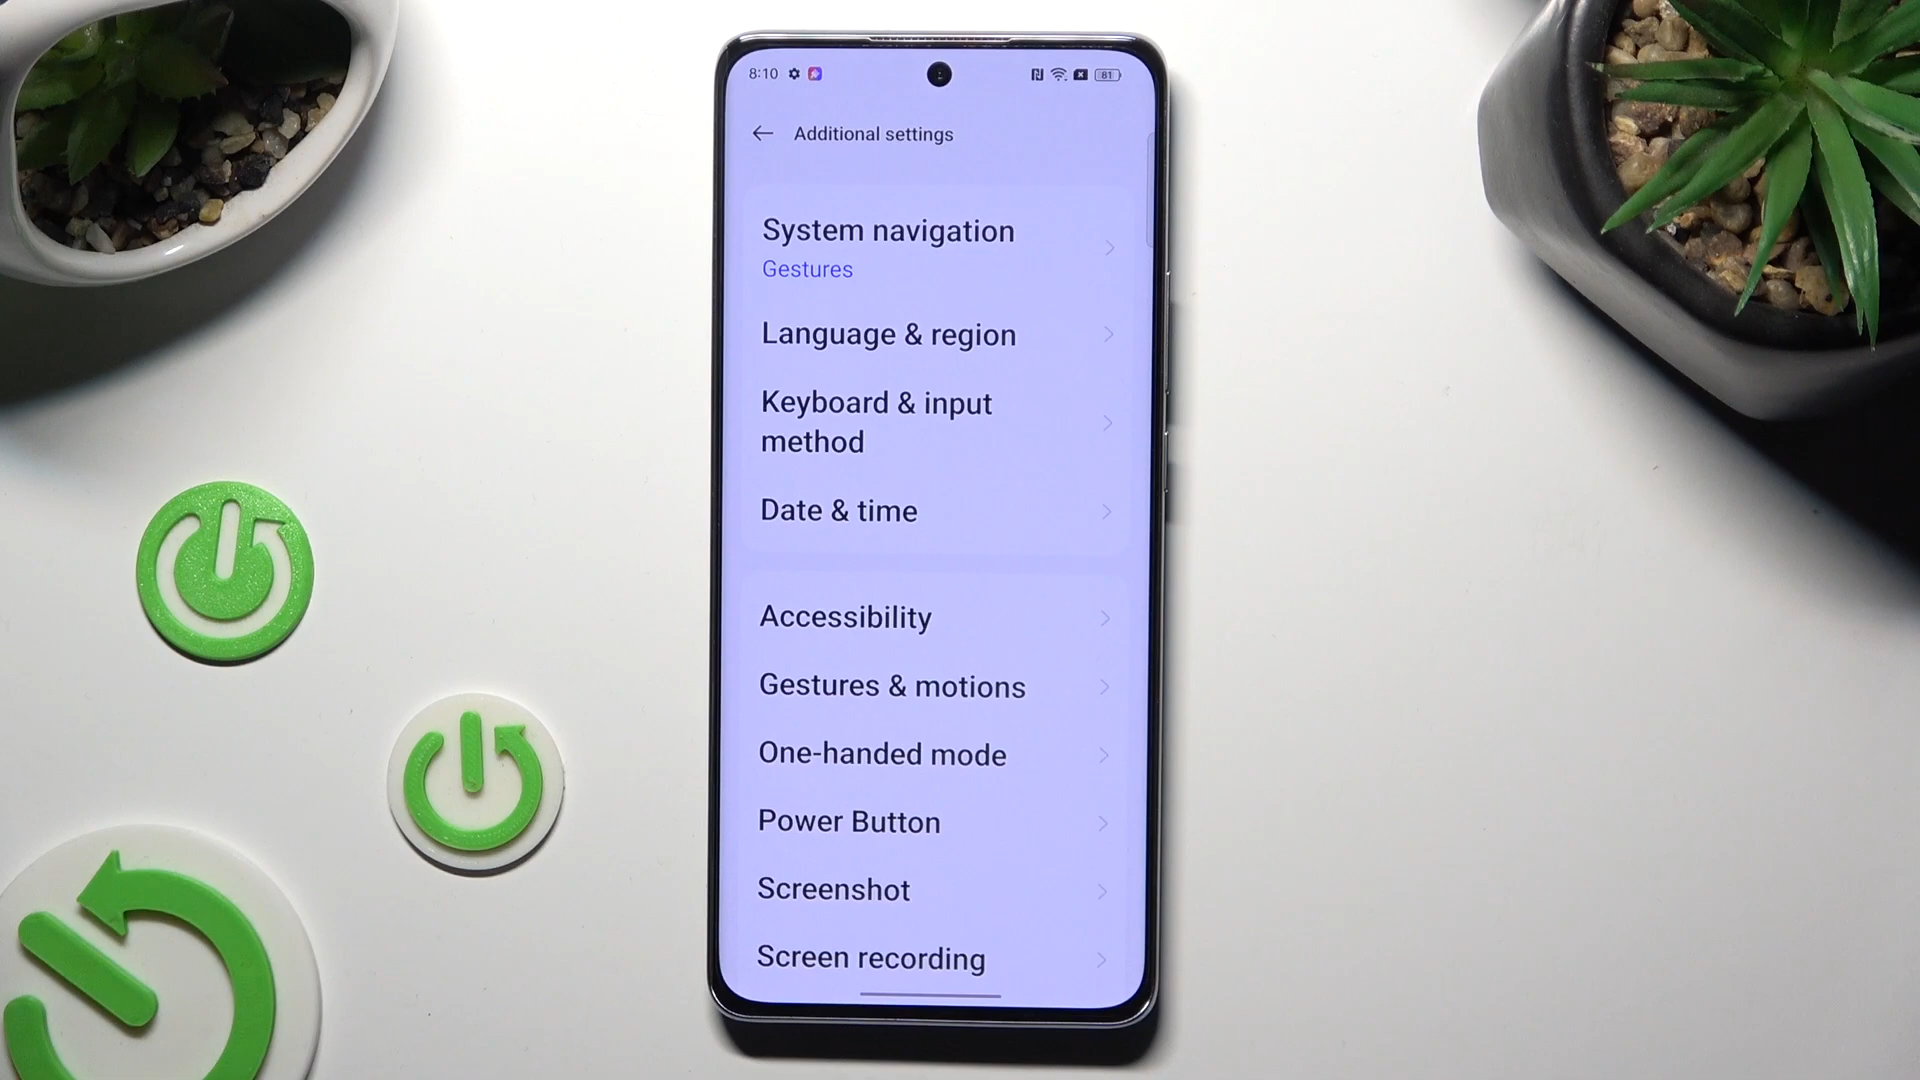 8:10
81
Additional settings
System navigation
Gestures
Language & region
Keyboard & input
method
Date & time
Accessibility
Gestures & motions
One-handed mode
Power Button
Screenshot
Screen recording